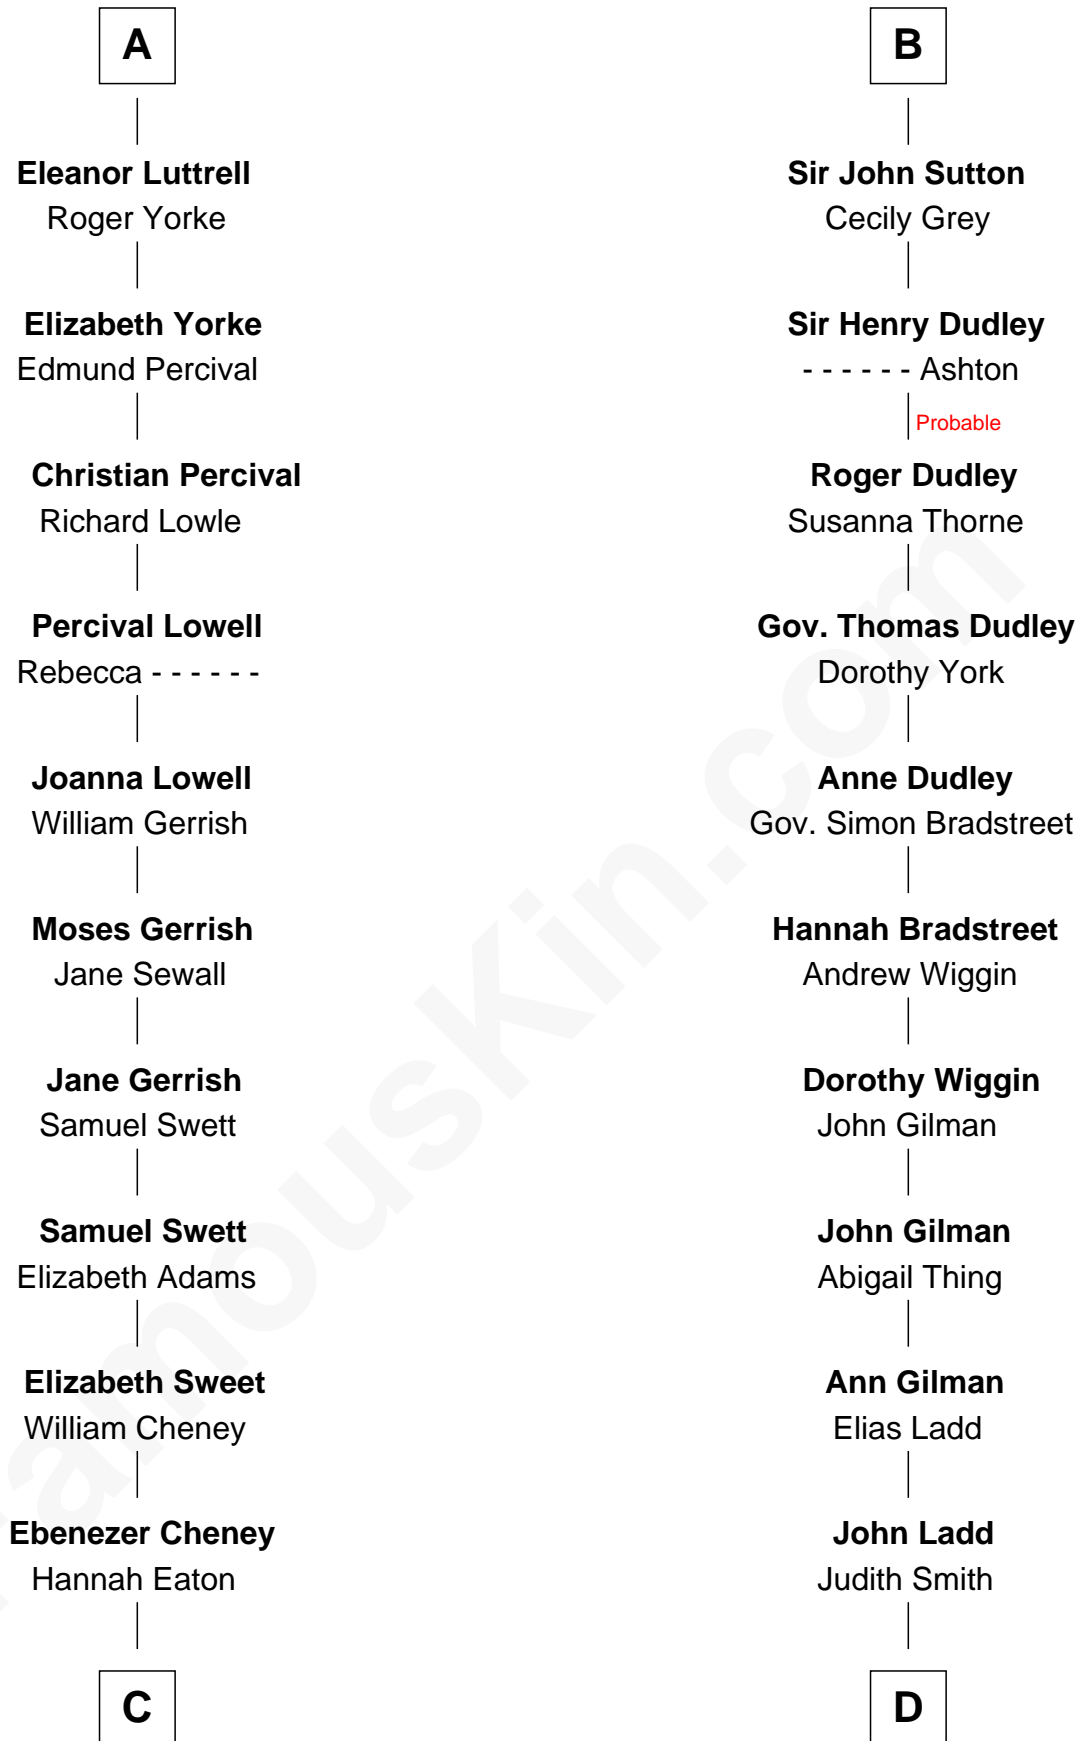 A
Eleanor Luttrell
Roger Yorke
Elizabeth Yorke
Edmund Percival
Christian Percival
Richard Lowle
Percival Lowell
Rebecca - - - - - -
Joanna Lowell
William Gerrish
Moses Gerrish
Jane Sewall
Jane Gerrish
Samuel Swett
Samuel Swett
Elizabeth Adams
Elizabeth Sweet
William Cheney
Ebenezer Cheney
Hannah Eaton
C
B
Sir John Sutton
Cecily Grey
Sir Henry Dudley
- - - - - - Ashton
Probable
Roger Dudley
Susanna Thorne
Gov. Thomas Dudley
Dorothy York
Anne Dudley
Gov. Simon Bradstreet
Hannah Bradstreet
Andrew Wiggin
Dorothy Wiggin
John Gilman
John Gilman
Abigail Thing
Ann Gilman
Elias Ladd
John Ladd
Judith Smith
D
FamousKin.com